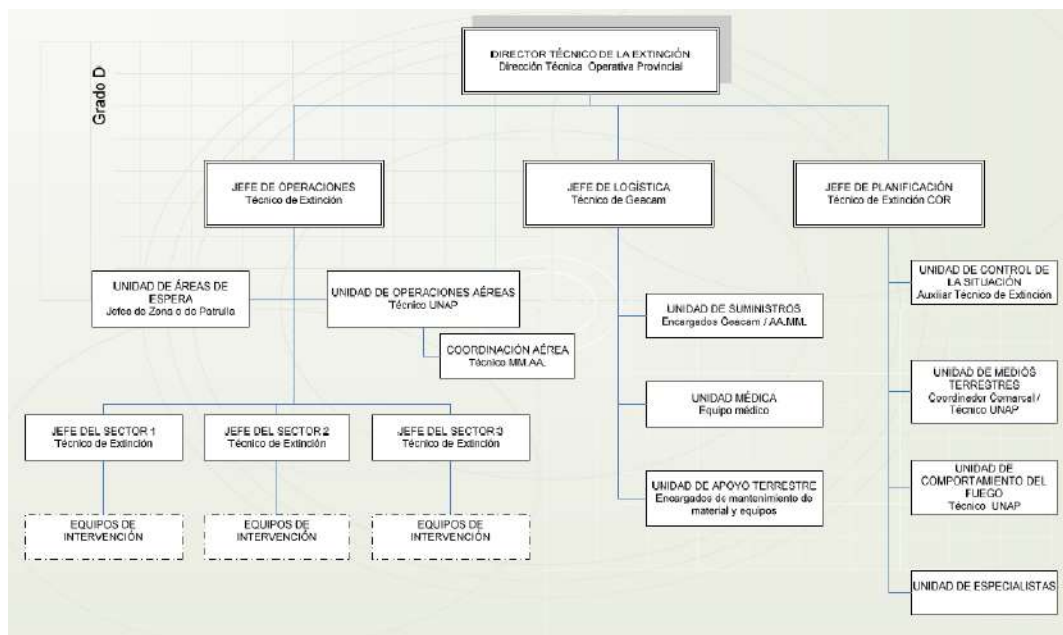 Grado D
DIRECTOR TÉCNICO DE LA EXTINCIÓN
Dirección Técnica Operativa Provincial
JEFE DE OPERACIONES
Técnico de Extinción
JEFE DE LOGÍSTICA
Técnico de Geacam
JEFE DE PLANIFICACIÓN
Técnico de Extinción COR
UNIDAD DE ÁREAS DE
ESPERA
Jefes de Zona o de Patrulla
UNIDAD DE OPERACIONES AÉREAS
Técnico UNAP
COORDINACIÓN AÉREA
Técnico MM.AA.
JEFE DEL SECTOR 1
Técnico de Extinción
JEFE DEL SECTOR 2
Técnico de Extinción
JEFE DEL SECTOR 3
Técnico de Extinción
EQUIPOS DE
INTERVENCIÓN
EQUIPOS DE
INTERVENCIÓN
EQUIPOS DE
INTERVENCIÓN
UNIDAD DE SUMINISTROS
Encargados Geacam / AA.MM.
UNIDAD MÉDICA
Equipo médico
UNIDAD DE APOYO TERRESTRE
Encargados de mantenimiento de
material y equipos
UNIDAD DE CONTROL DE
LA SITUACIÓN
Auxiliar Técnico de Extinción
UNIDAD DE MEDIOS
TERRESTRES
Coordinador Comarcal /
Técnico UNAP
UNIDAD DE
COMPORTAMIENTO DEL
FUEGO
Técnico UNAP
UNIDAD DE ESPECIALISTAS